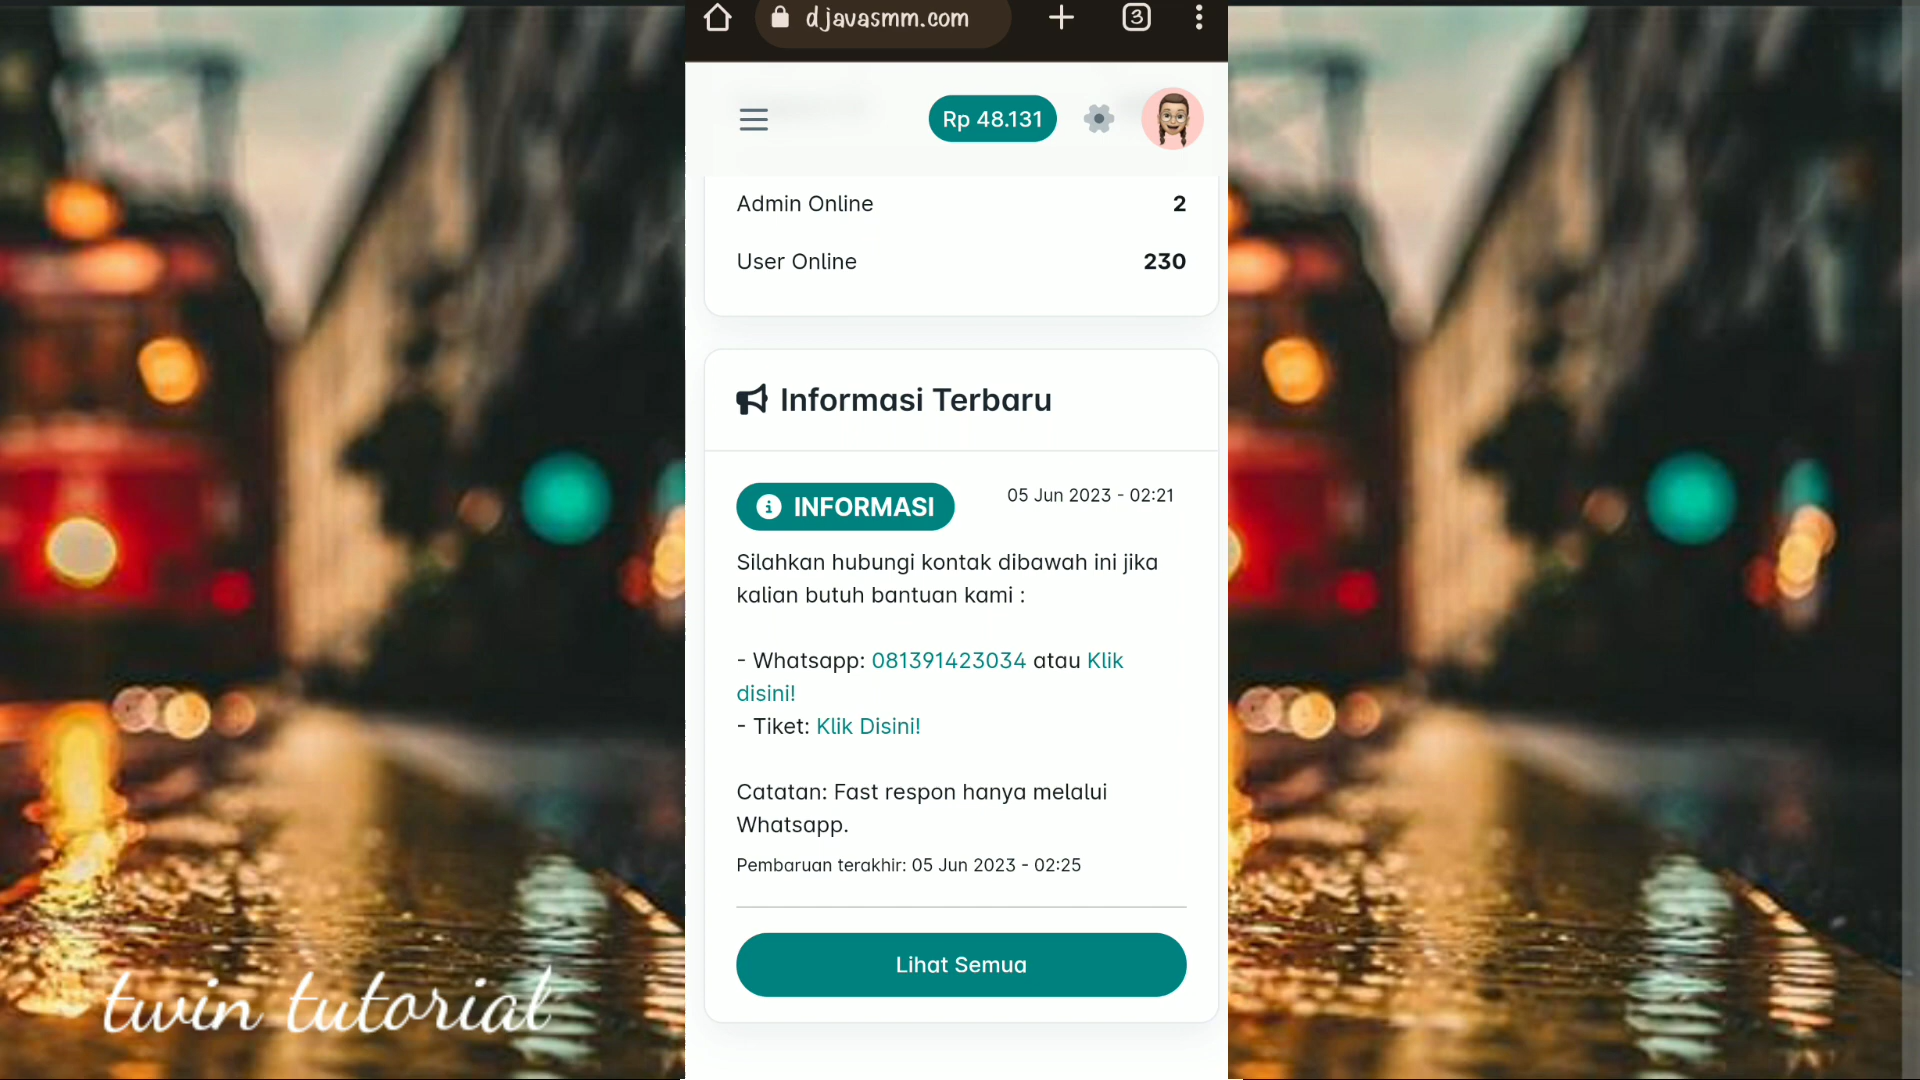 djavasmm.com
3
Rp 48.131
Admin Online 2
User Online 230
Informasi Terbaru
INFORMASI 05 Jun 2023 - 02:21
Silahkan hubungi kontak dibawah ini jika
kalian butuh bantuan kami :
- Whatsapp: 081391423034 atau Klik
disini!
- Tiket: Klik Disini!
Catatan: Fast respon hanya melalui
Whatsapp.
Pembaruan terakhir: 05 Jun 2023 - 02:25
Lihat Semua
twin tutorial